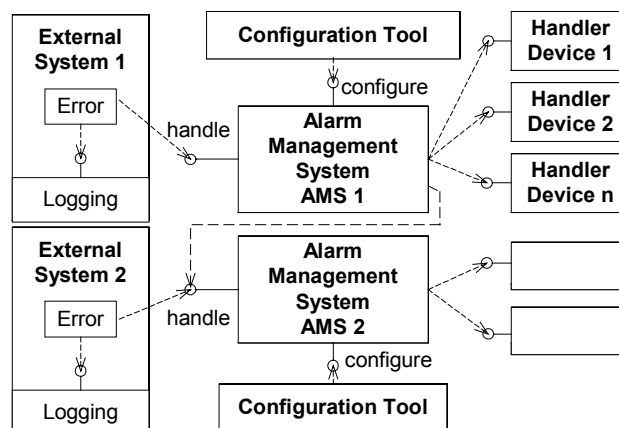 External
System 1
Error
Logging
Configuration Tool
configure
handle
Alarm
Management
System
AMS 1
Handler
Device 1
Handler
Device 2
Handler
Device n
External
System 2
Error
Logging
handle
Alarm
Management
System
AMS 2
configure
Configuration Tool